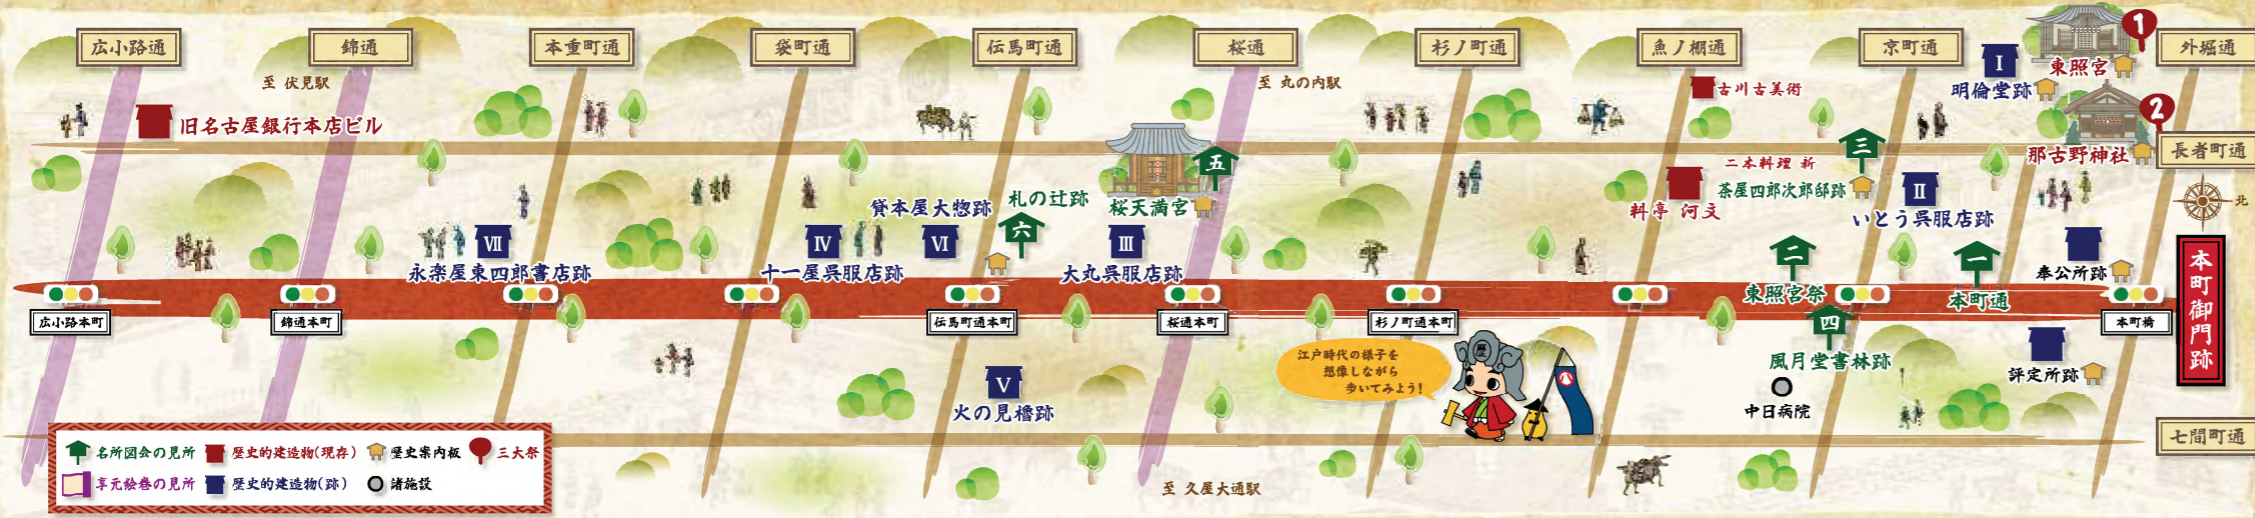 広小路通
錦通
本重町通
袋町通
伝馬町通
桜通
杉ノ町通
魚ノ棚通
京町通
外堀通
至 伏見駅
至 丸の内駅
1
東照宮
I
明倫堂跡
古川古美術
旧名古屋銀行本店ビル
2
那古野神社
長者町通
五
桜天満宮
三
二本料理 新
茶屋四郎次郎邸跡
料亭 河文
II
いとう呉服店跡
北
札の辻跡
六
貸本屋大惣跡
VI
VII
永楽屋東四郎書店跡
IV
十一屋呉服店跡
III
大丸呉服店跡
二
東照宮祭
一
本町通
奉公所跡
本町御門跡
広小路本町
錦通本町
伝馬町通本町
桜通本町
杉ノ町通本町
本町橋
四
風月堂書林跡
評定所跡
中日病院
V
火の見櫓跡
江戸時代の様子を
想像しながら
歩いてみよう!
歴
七間町通
至 久屋大通駅
名所図会の見所
歴史的建造物(現存)
歴史案内板
三大祭
享元絵巻の見所
歴史的建造物(跡)
諸施設